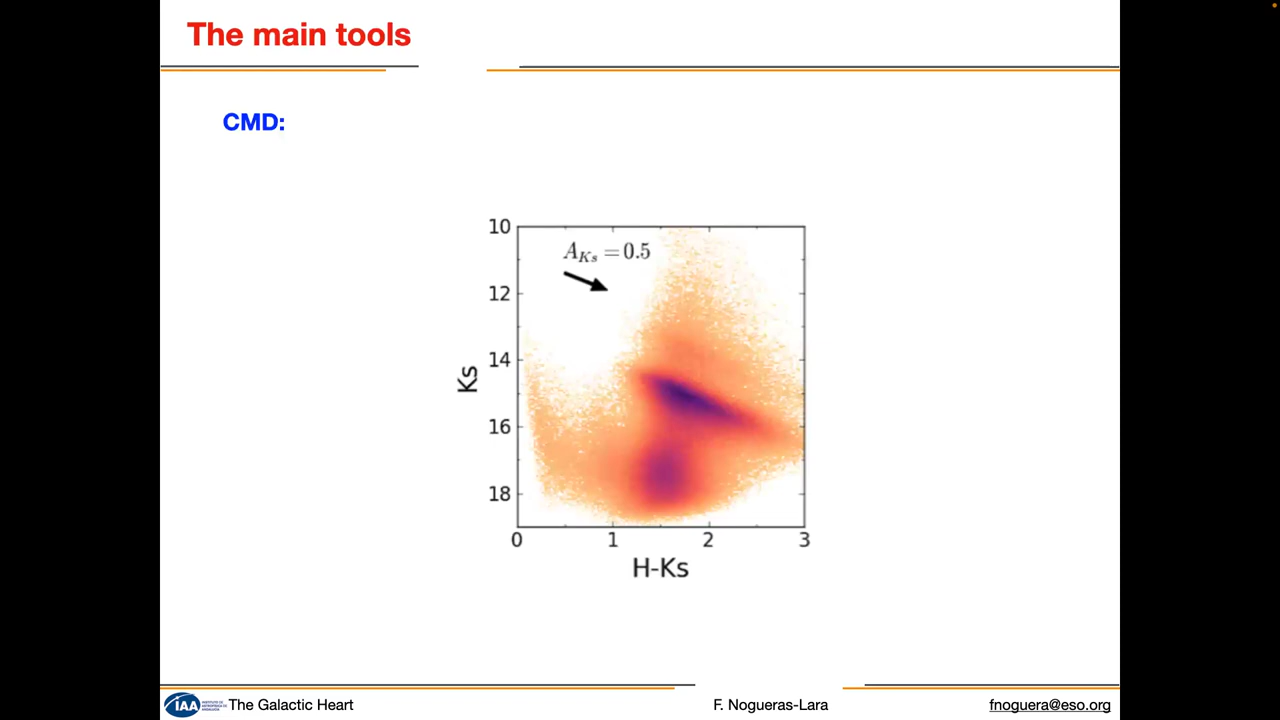 The main tools
CMD:
A_Ks = 0.5
10
12
14
16
18
Ks
0 1 2 3
H-Ks
IAA
The Galactic Heart
F. Nogueras-Lara
fnoguera@eso.org